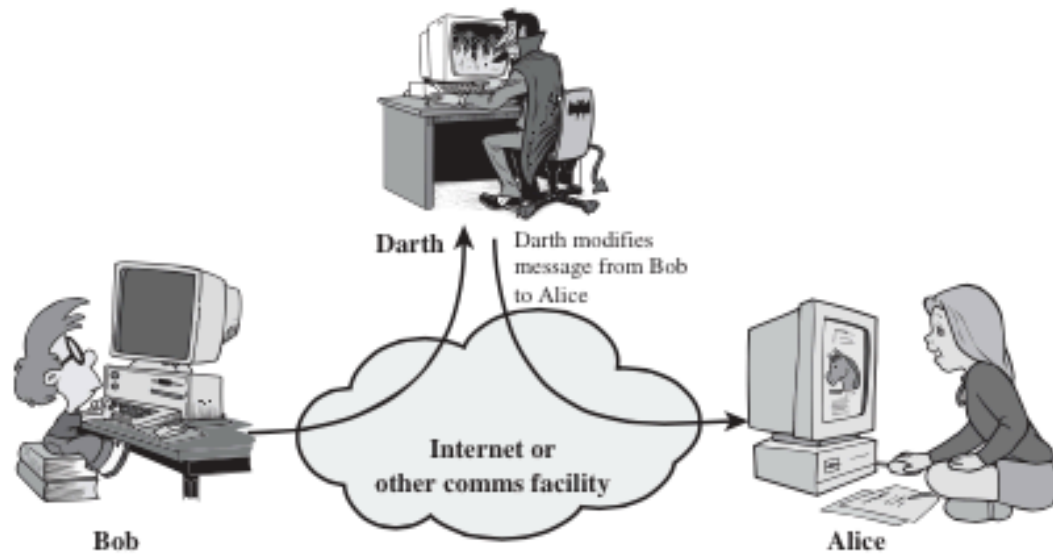 Darth
Darth modifies
message from Bob
to Alice
Internet or
other comms facility
Bob
Alice